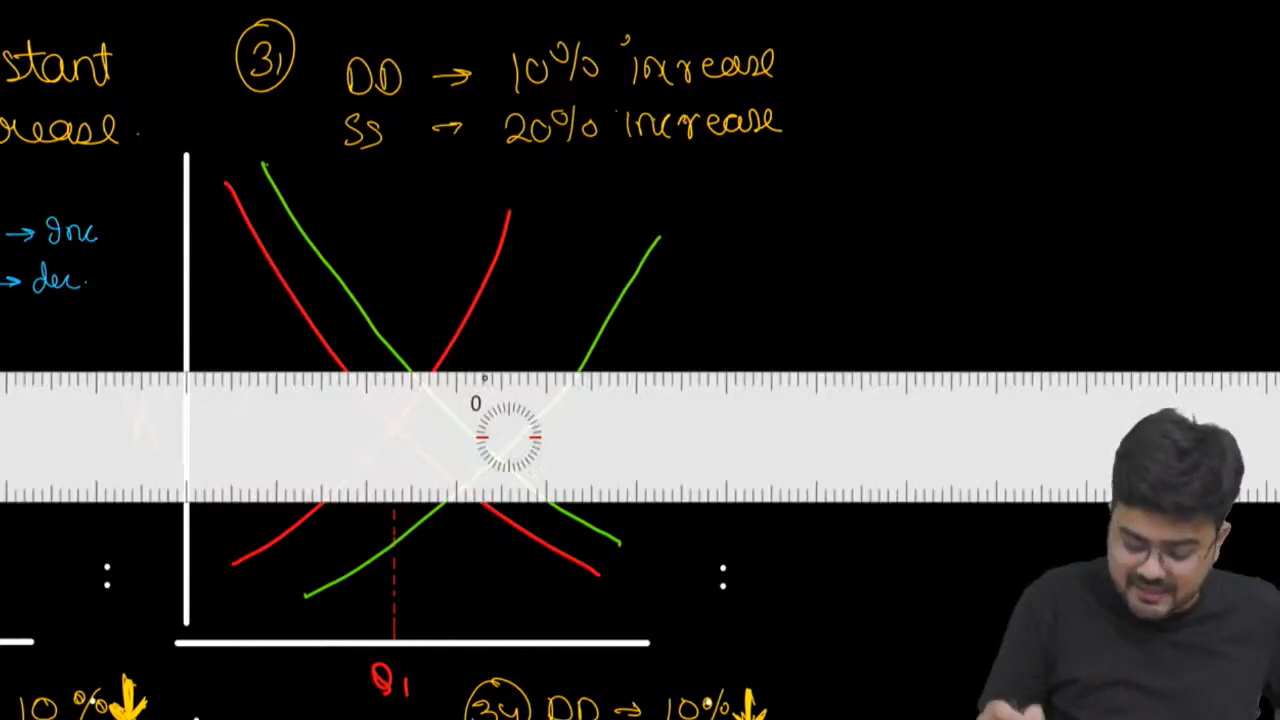 stant
rease
31
DD → 10% increase
SS → 20% increase
→ Inc
→ dec.
0
Q1
10 %↓
34 DD → 10%↓